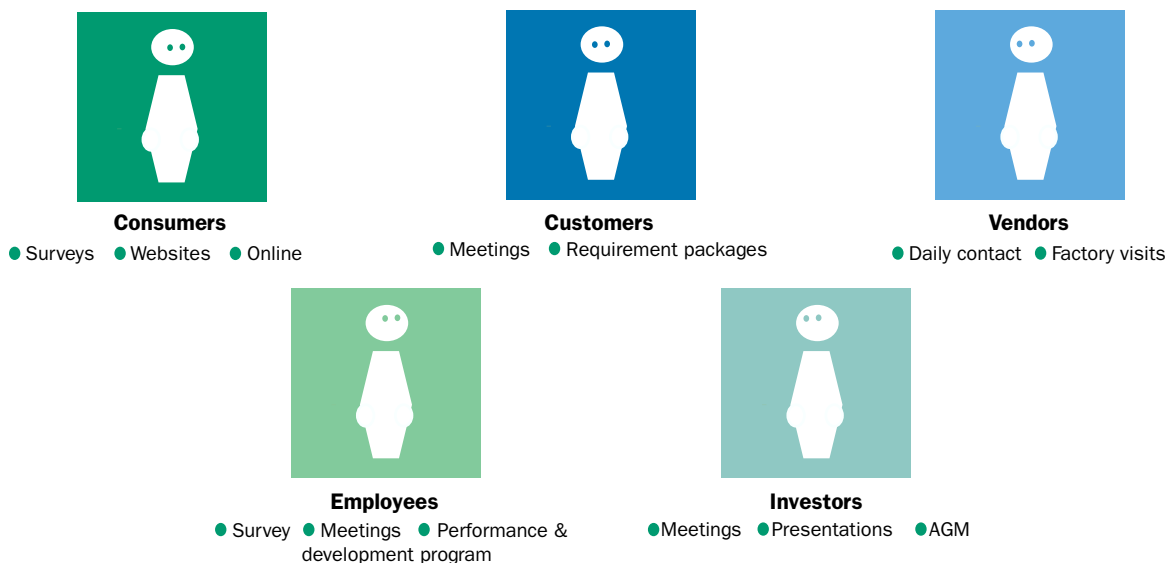 Consumers
Customers
Vendors
Surveys Websites Online
Meetings Requirement packages
Daily contact Factory visits
Employees
Investors
Survey Meetings Performance &
development program
Meetings Presentations AGM